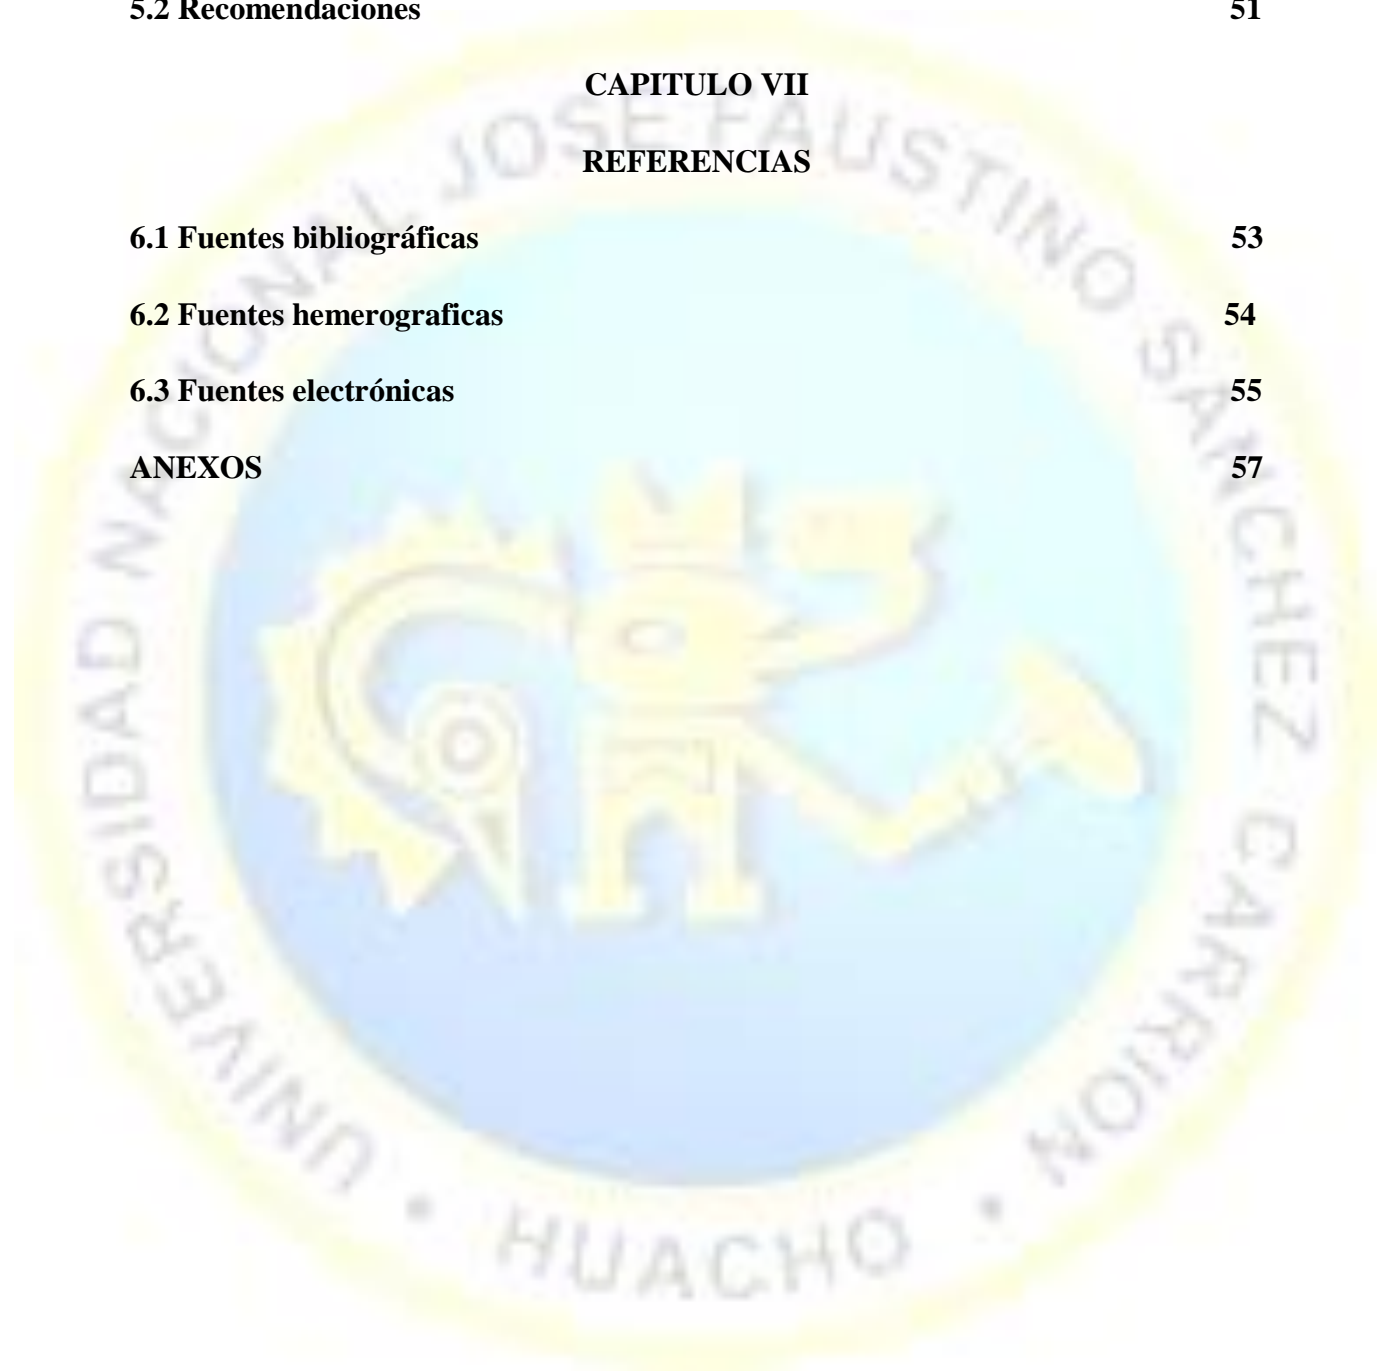 5.2 Recomendaciones 51
CAPITULO VII
REFERENCIAS
6.1 Fuentes bibliográficas 53
6.2 Fuentes hemerograficas 54
6.3 Fuentes electrónicas 55
ANEXOS 57
UNIVERSIDAD NACIONAL JOSE FAUSTINO SANCHEZ CARRION • HUACHO •